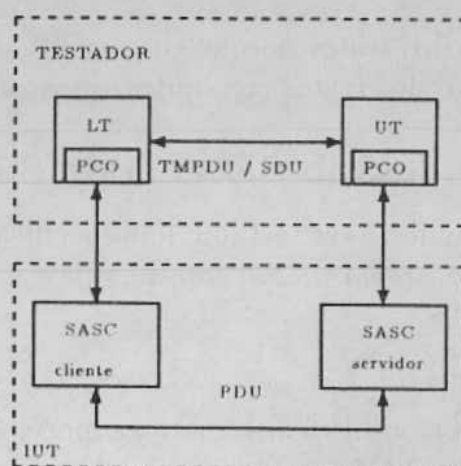 TESTADOR
LT
UT
PCO
TMPDU / SDU
PCO
SASC
cliente
SASC
servidor
PDU
IUT